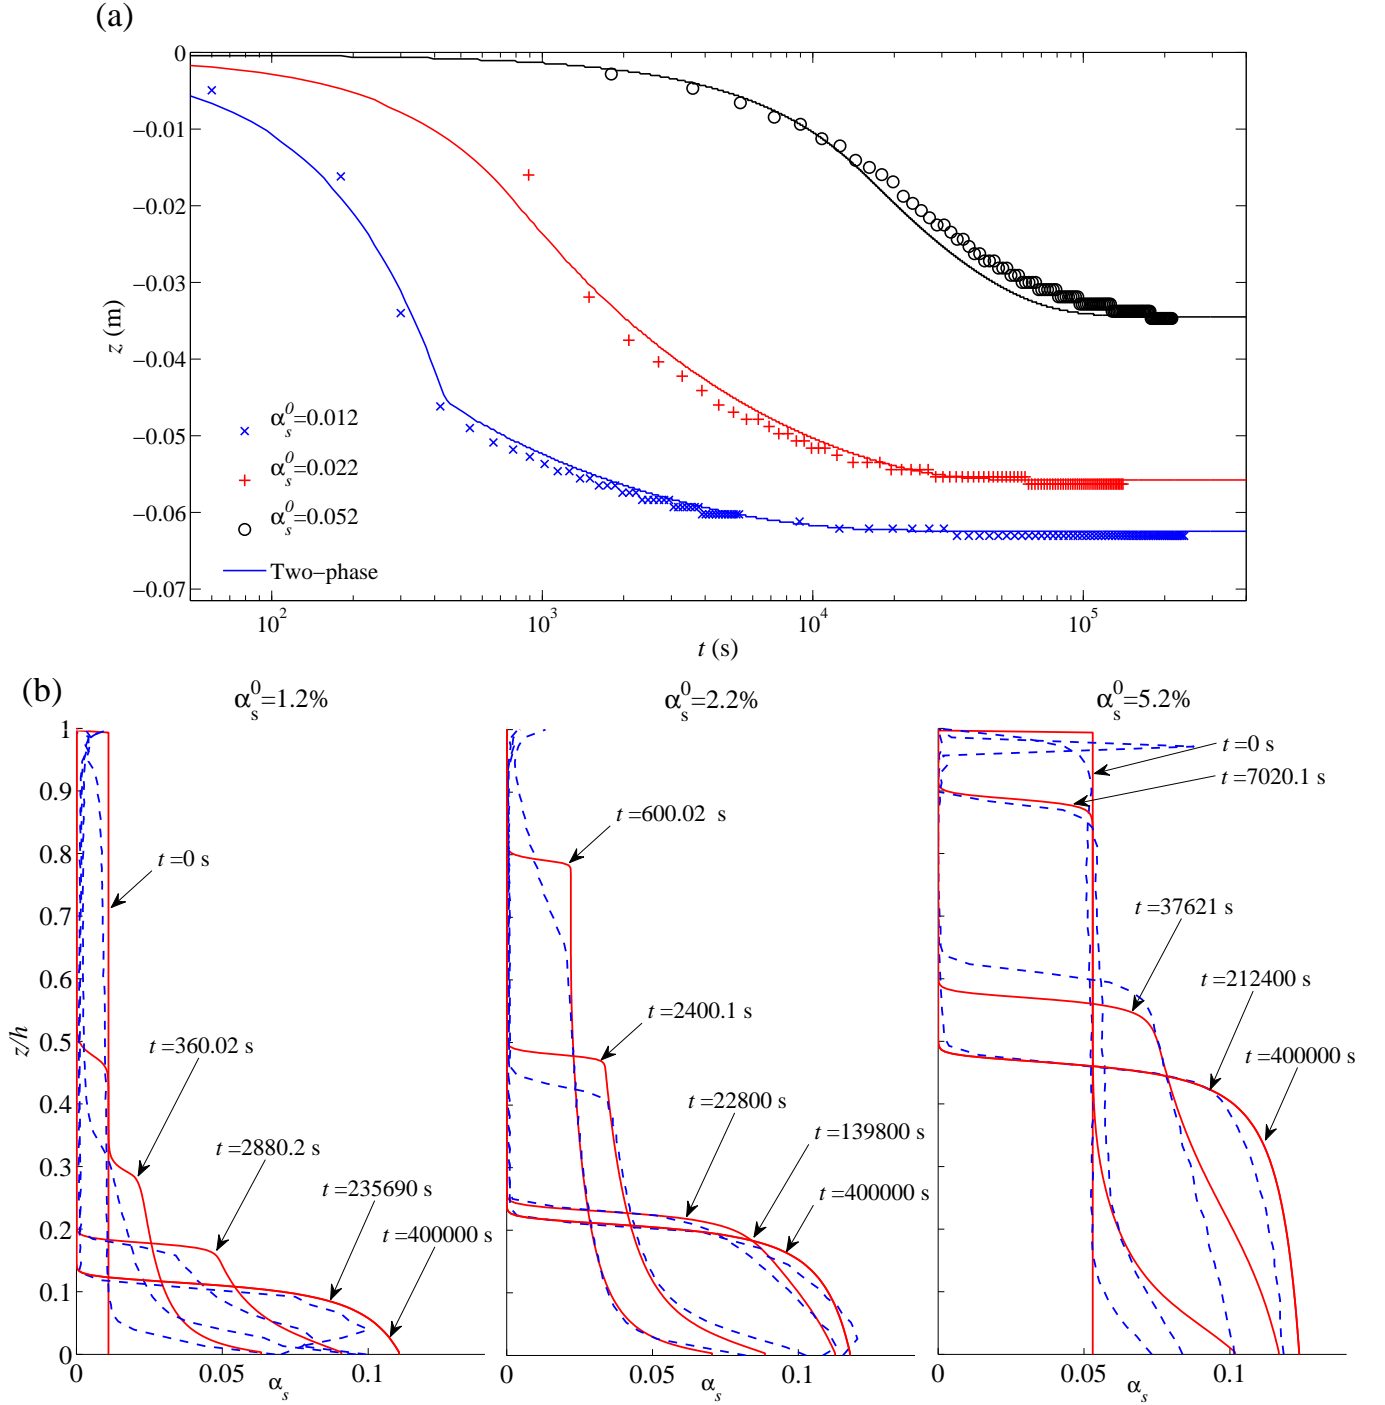 (a)
0
−0.01
−0.02
−0.03
−0.04
−0.05
−0.06
−0.07
z (m)
α_s^0=0.012
α_s^0=0.022
α_s^0=0.052
Two−phase
10^2 10^3 10^4 10^5
t (s)
(b)
α_s^0=1.2% α_s^0=2.2% α_s^0=5.2%
1
0.9
0.8
0.7
0.6
0.5
0.4
0.3
0.2
0.1
0
z/h
t =0 s
t =360.02 s
t =2880.2 s
t =235690 s
t =400000 s
0 0.05 0.1
α_s
t =600.02 s
t =2400.1 s
t =22800 s
t =139800 s
t =400000 s
0 0.05 0.1
α_s
t =0 s
t =7020.1 s
t =37621 s
t =212400 s
t =400000 s
0 0.05 0.1
α_s